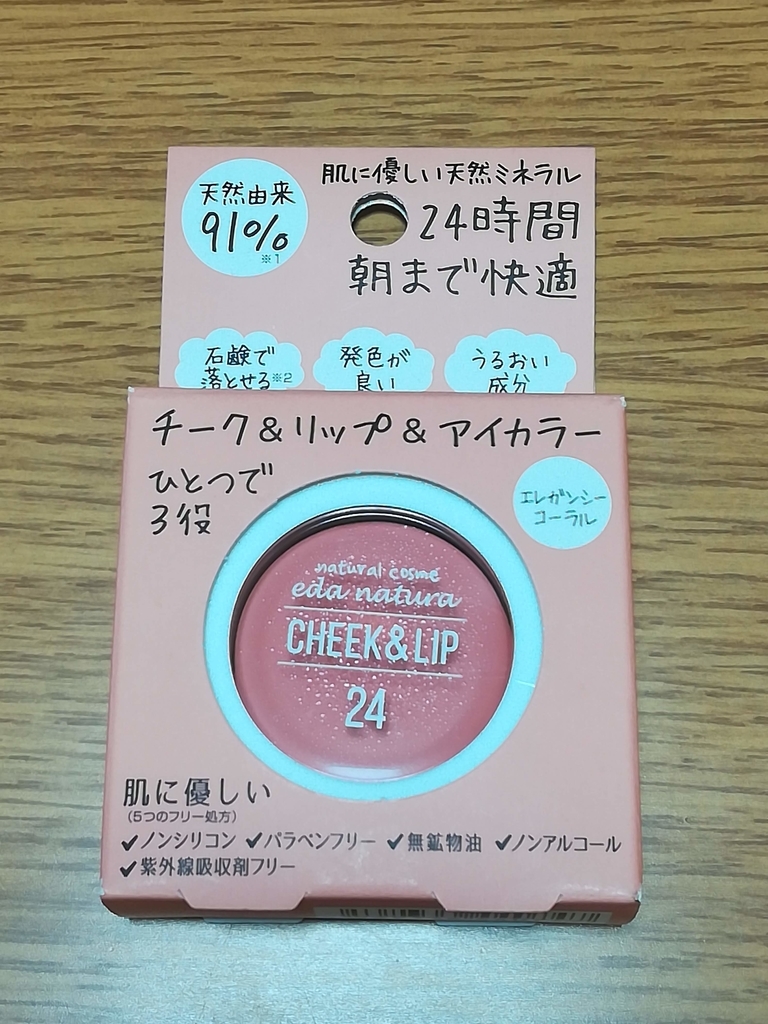 天然由来
91%
※1
肌に優しい天然ミネラル
24時間
朝まで快適
石鹸で
落とせる※2
発色が
良い
うるおい
成分
チーク&リップ&アイカラー
ひとつで
3役
エレガンシー
コーラル
natural cosme
eda natura
CHEEK&LIP
24
肌に優しい
(5つのフリー処方)
✓ノンシリコン ✓パラベンフリー ✓無鉱物油 ✓ノンアルコール
✓紫外線吸収剤フリー